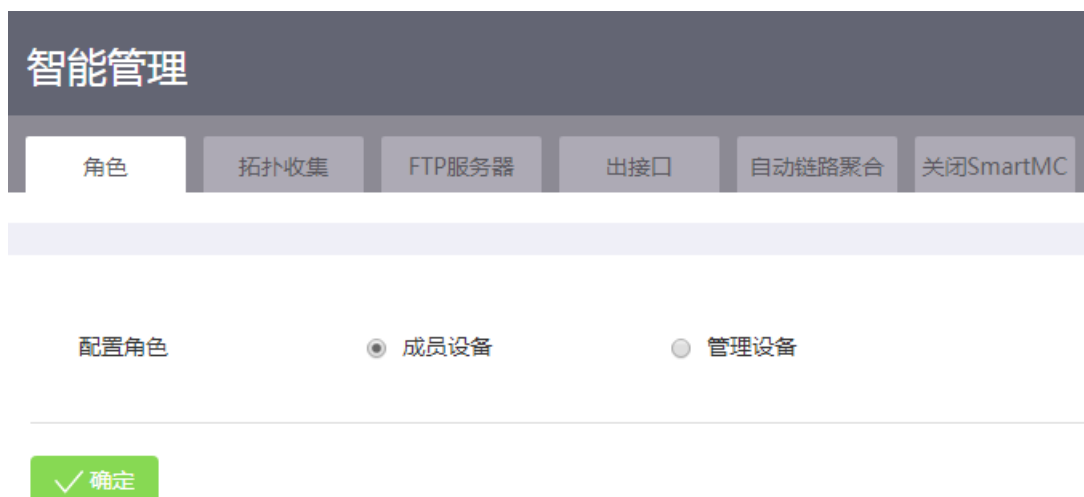 智能管理
角色 拓扑收集 FTP服务器 出接口 自动链路聚合 关闭SmartMC
配置角色 成员设备 管理设备
确定